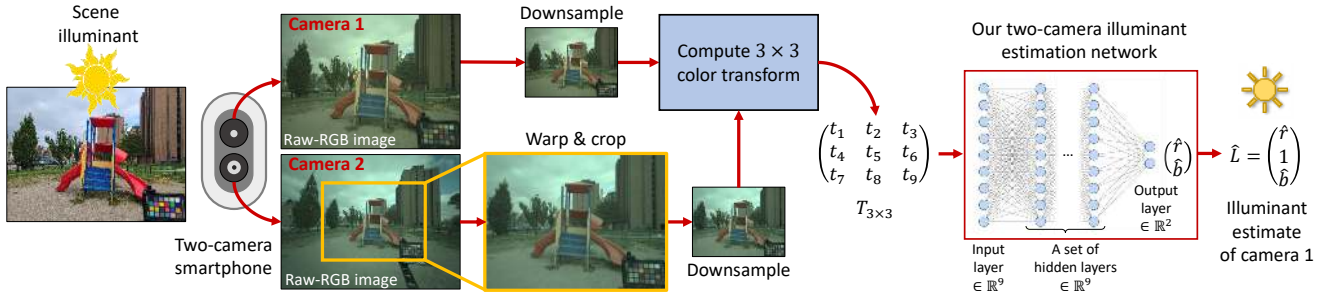 Scene
illuminant
Two-camera
smartphone
Camera 1
Raw-RGB image
Camera 2
Raw-RGB image
Downsample
Warp & crop
Downsample
Compute 3 × 3
color transform
t₁ t₂ t₃
t₄ t₅ t₆
t₇ t₈ t₉
T₃×₃
Our two-camera illuminant
estimation network
...
r̂
b̂
Output
layer
∈ ℝ²
Input
layer
∈ ℝ⁹
A set of
hidden layers
∈ ℝ⁹
L̂ = (r̂ 1 b̂)
Illuminant
estimate
of camera 1